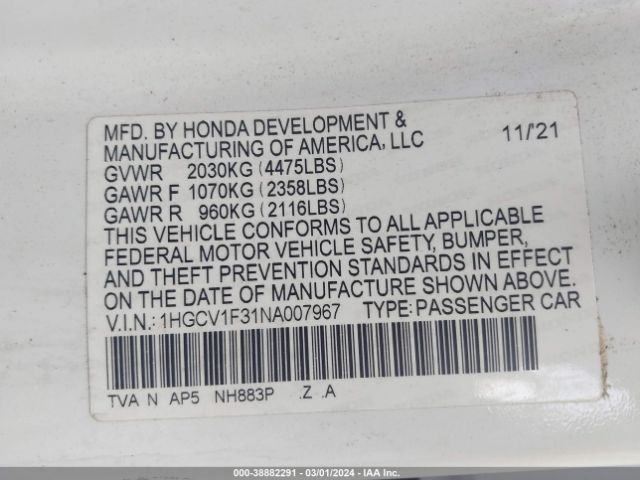 MFD. BY HONDA DEVELOPMENT &
MANUFACTURING OF AMERICA, LLC 11/21
GVWR 2030KG (4475LBS)
GAWR F 1070KG (2358LBS)
GAWR R 960KG (2116LBS)
THIS VEHICLE CONFORMS TO ALL APPLICABLE
FEDERAL MOTOR VEHICLE SAFETY, BUMPER,
AND THEFT PREVENTION STANDARDS IN EFFECT
ON THE DATE OF MANUFACTURE SHOWN ABOVE.
V.I.N.: 1HGCV1F31NA007967 TYPE: PASSENGER CAR
TVA N AP5 NH883P .Z .A
000-38882291 - 03/01/2024 - IAA Inc.